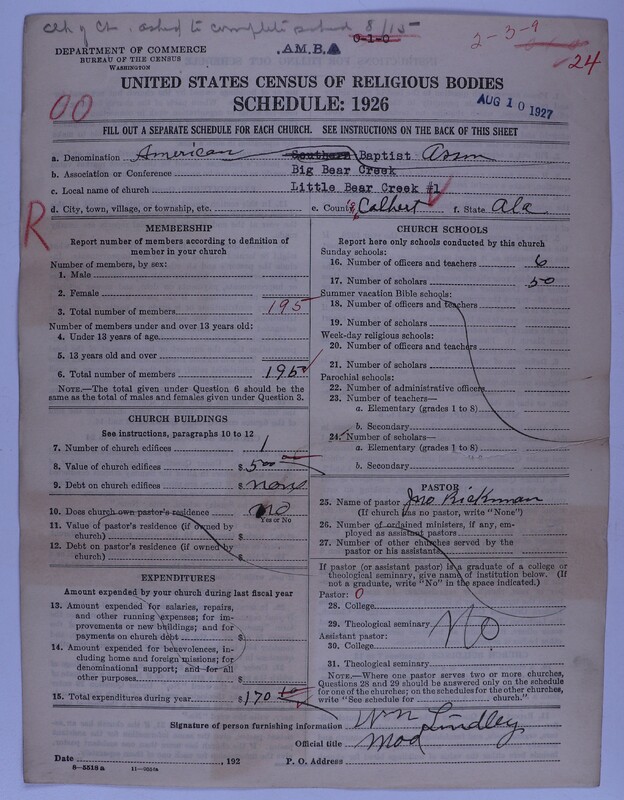 Clk of Ch. asked to complete sched 8/15
0-1-0
2-3-9
24
.A.M.B.A
DEPARTMENT OF COMMERCE
BUREAU OF THE CENSUS
WASHINGTON
UNITED STATES CENSUS OF RELIGIOUS BODIES
SCHEDULE: 1926
00
AUG 10 1927
FILL OUT A SEPARATE SCHEDULE FOR EACH CHURCH. SEE INSTRUCTIONS ON THE BACK OF THIS SHEET
a. Denomination American Southern Baptist Assn
b. Association or Conference Big Bear Creek
c. Local name of church Little Bear Creek #1
d. City, town, village, or township, etc. e. County Colbert f. State Ala.
R
MEMBERSHIP
Report number of members according to definition of
member in your church
Number of members, by sex:
1. Male
2. Female
3. Total number of members 195
Number of members under and over 13 years old:
4. Under 13 years of age
5. 13 years old and over
6. Total number of members 195
NOTE.—The total given under Question 6 should be
same as the total of males and females given under Question 3.
CHURCH BUILDINGS
See instructions, paragraphs 10 to 12
7. Number of church edifices 1
8. Value of church edifices $ 500
9. Debt on church edifices $ none
10. Does church own pastor's residence no
Yes or No
11. Value of pastor's residence (if owned by
church) $
12. Debt on pastor's residence (if owned by
church) $
EXPENDITURES
Amount expended by your church during last fiscal year
13. Amount expended for salaries, repairs,
and other running expenses; for im-
provements or new buildings; and for
payments on church debt $
14. Amount expended for benevolences, in-
cluding home and foreign missions; for
denominational support; and for all
other purposes $
15. Total expenditures during year $ 170
CHURCH SCHOOLS
Report here only schools conducted by this church
Sunday schools:
16. Number of officers and teachers 6
17. Number of scholars 50
Summer vacation Bible schools:
18. Number of officers and teachers
19. Number of scholars
Week-day religious schools:
20. Number of officers and teachers
21. Number of scholars
Parochial schools:
22. Number of administrative officers
23. Number of teachers—
a. Elementary (grades 1 to 8)
b. Secondary
24. Number of scholars—
a. Elementary (grades 1 to 8)
b. Secondary
PASTOR
25. Name of pastor Jno Rickman
(If church has no pastor, write "None")
26. Number of ordained ministers, if any, em-
ployed as assistant pastors
27. Number of other churches served by the
pastor or his assistants
If pastor (or assistant pastor) is a graduate of a college or
theological seminary, give name of institution below. (If
not a graduate, write "No" in the space indicated.)
Pastor: 0
28. College
29. Theological seminary No
Assistant pastor:
30. College
31. Theological seminary
NOTE.—Where one pastor serves two or more churches,
Questions 28 and 29 should be answered only on the schedule
for one of the churches; on the schedules for the other churches,
write "See schedule for church."
Signature of person furnishing information Wm Lindley
Official title Mod
Date , 192 P. O. Address
8—5518 a 11—9024a